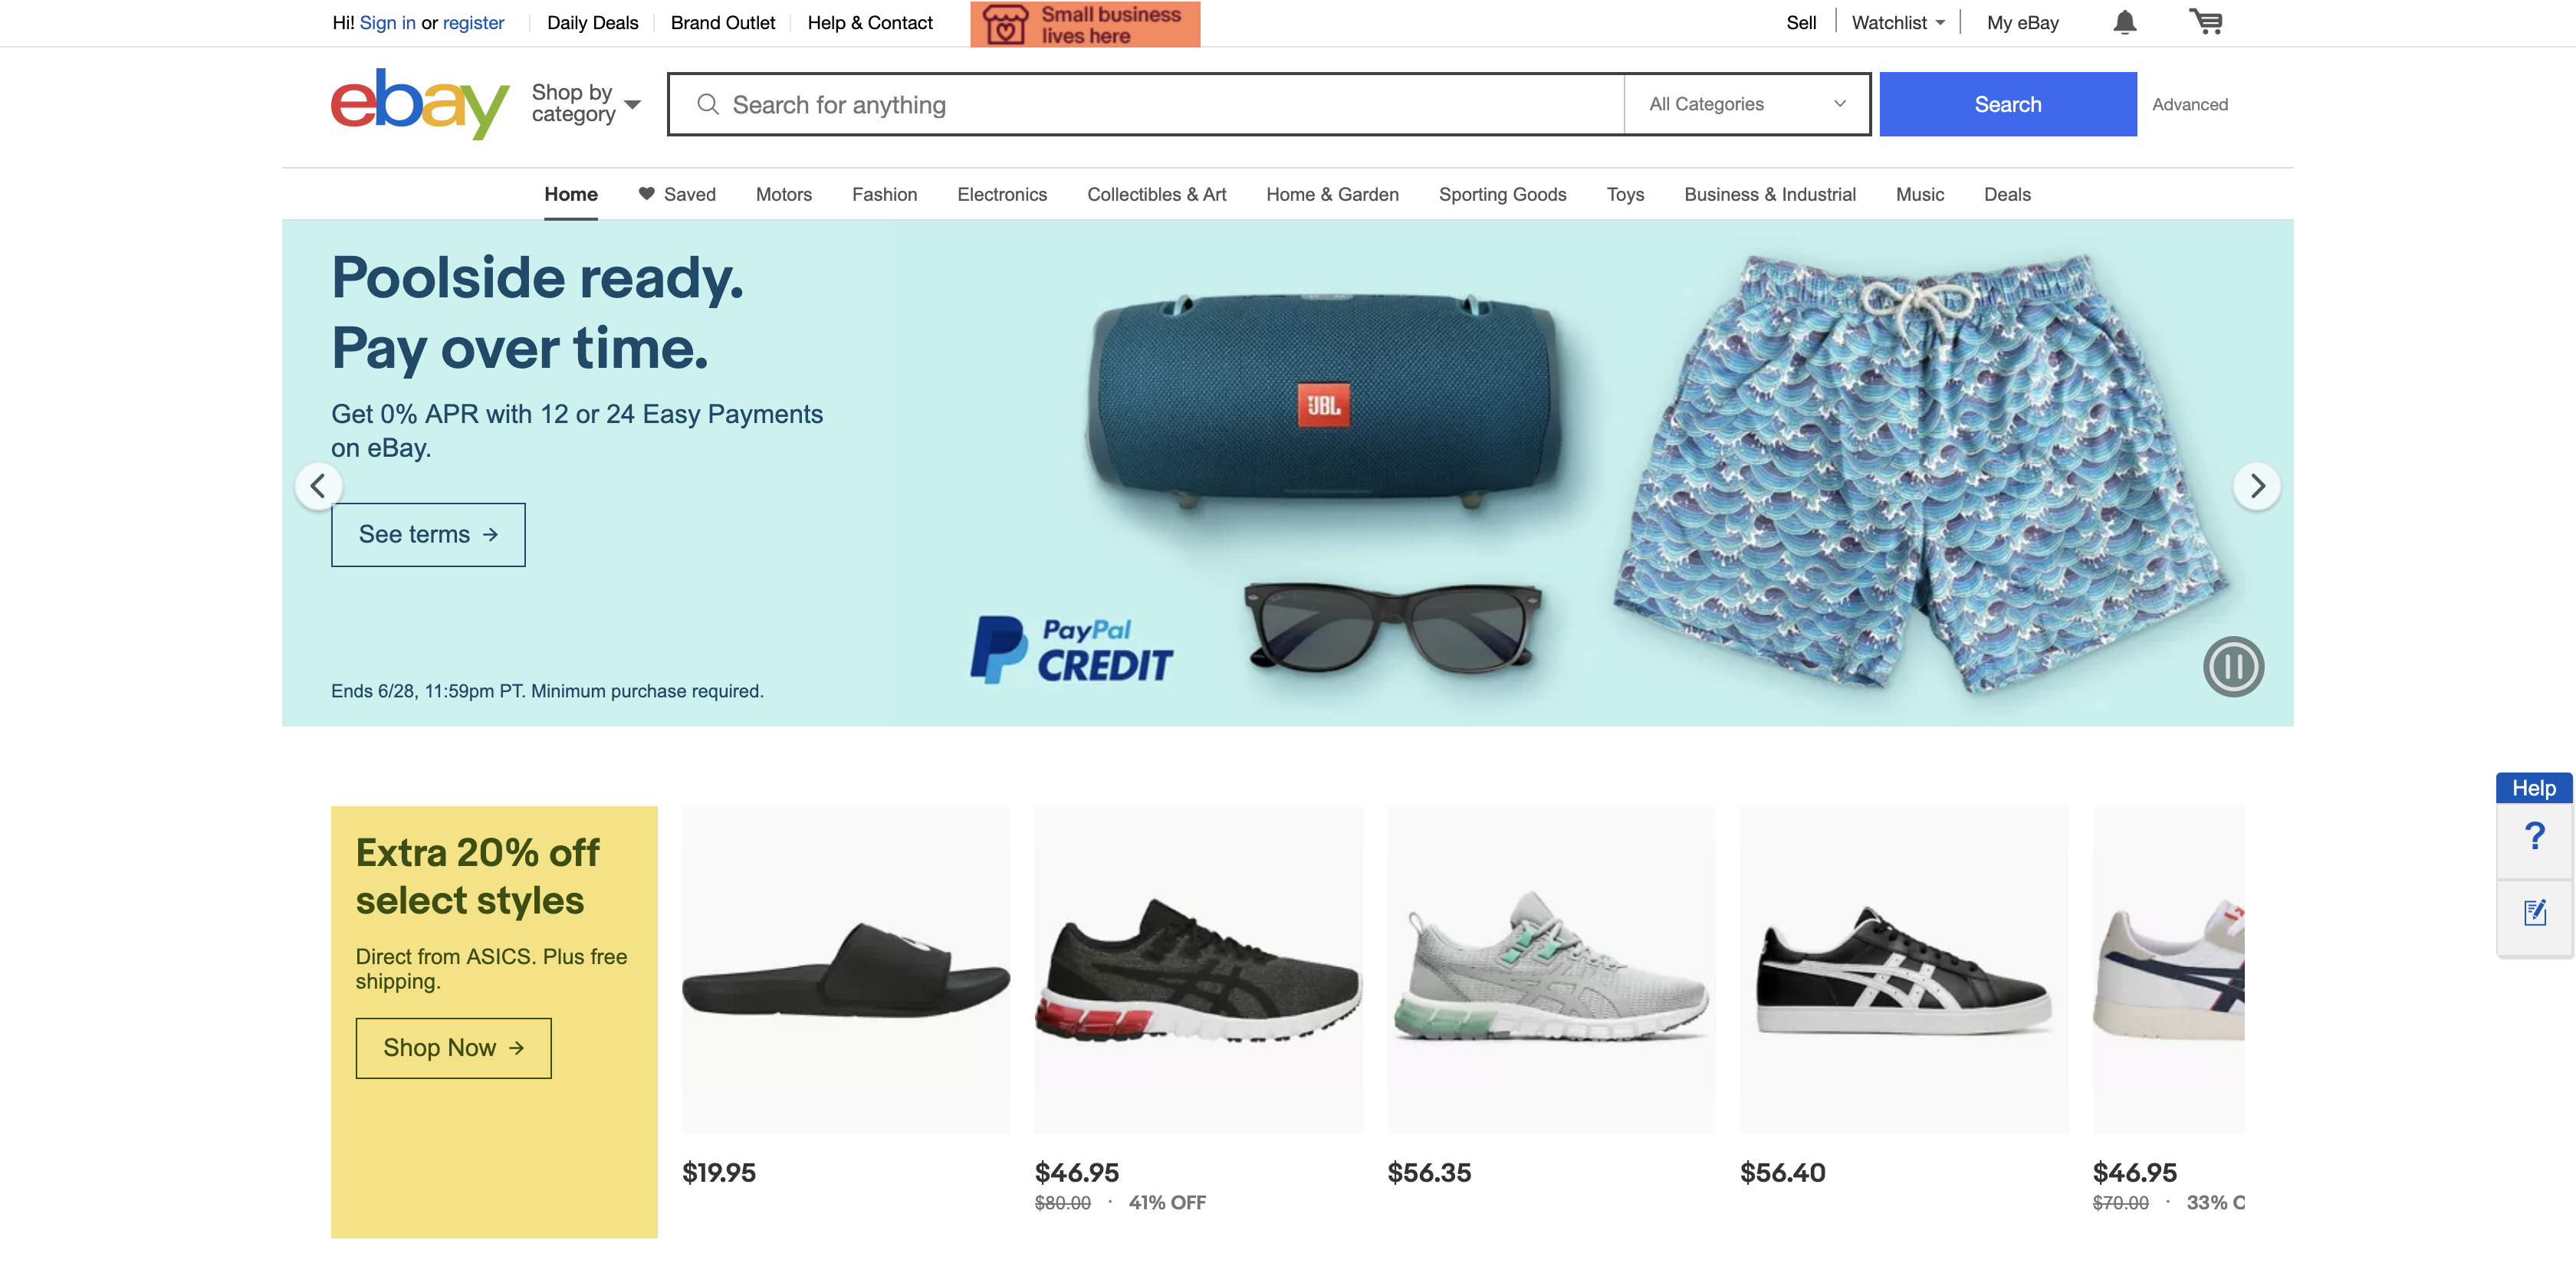 Hi! Sign in or register
Daily Deals
Brand Outlet
Help & Contact
Small business
lives here
Sell
Watchlist
My eBay
ebay
Shop by
category
Search for anything
All Categories
Search
Advanced
Home
Saved
Motors
Fashion
Electronics
Collectibles & Art
Home & Garden
Sporting Goods
Toys
Business & Industrial
Music
Deals
Poolside ready.
Pay over time.
Get 0% APR with 12 or 24 Easy Payments
on eBay.
See terms →
JBL
PayPal
CREDIT
Ends 6/28, 11:59pm PT. Minimum purchase required.
Help
?
Extra 20% off
select styles
Direct from ASICS. Plus free
shipping.
Shop Now →
$19.95
$46.95
$80.00 · 41% OFF
$56.35
$56.40
$46.95
$70.00 · 33% O